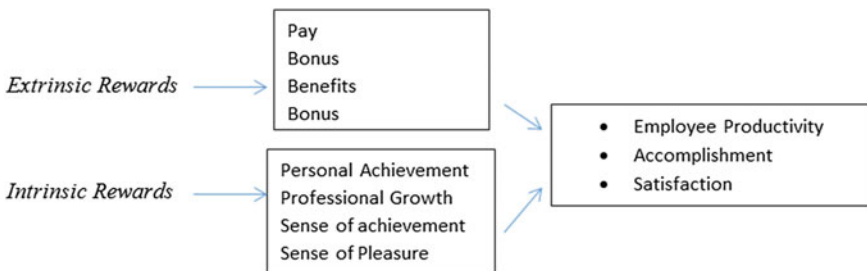 Extrinsic Rewards
Pay
Bonus
Benefits
Bonus
Intrinsic Rewards
Personal Achievement
Professional Growth
Sense of achievement
Sense of Pleasure
• Employee Productivity
• Accomplishment
• Satisfaction